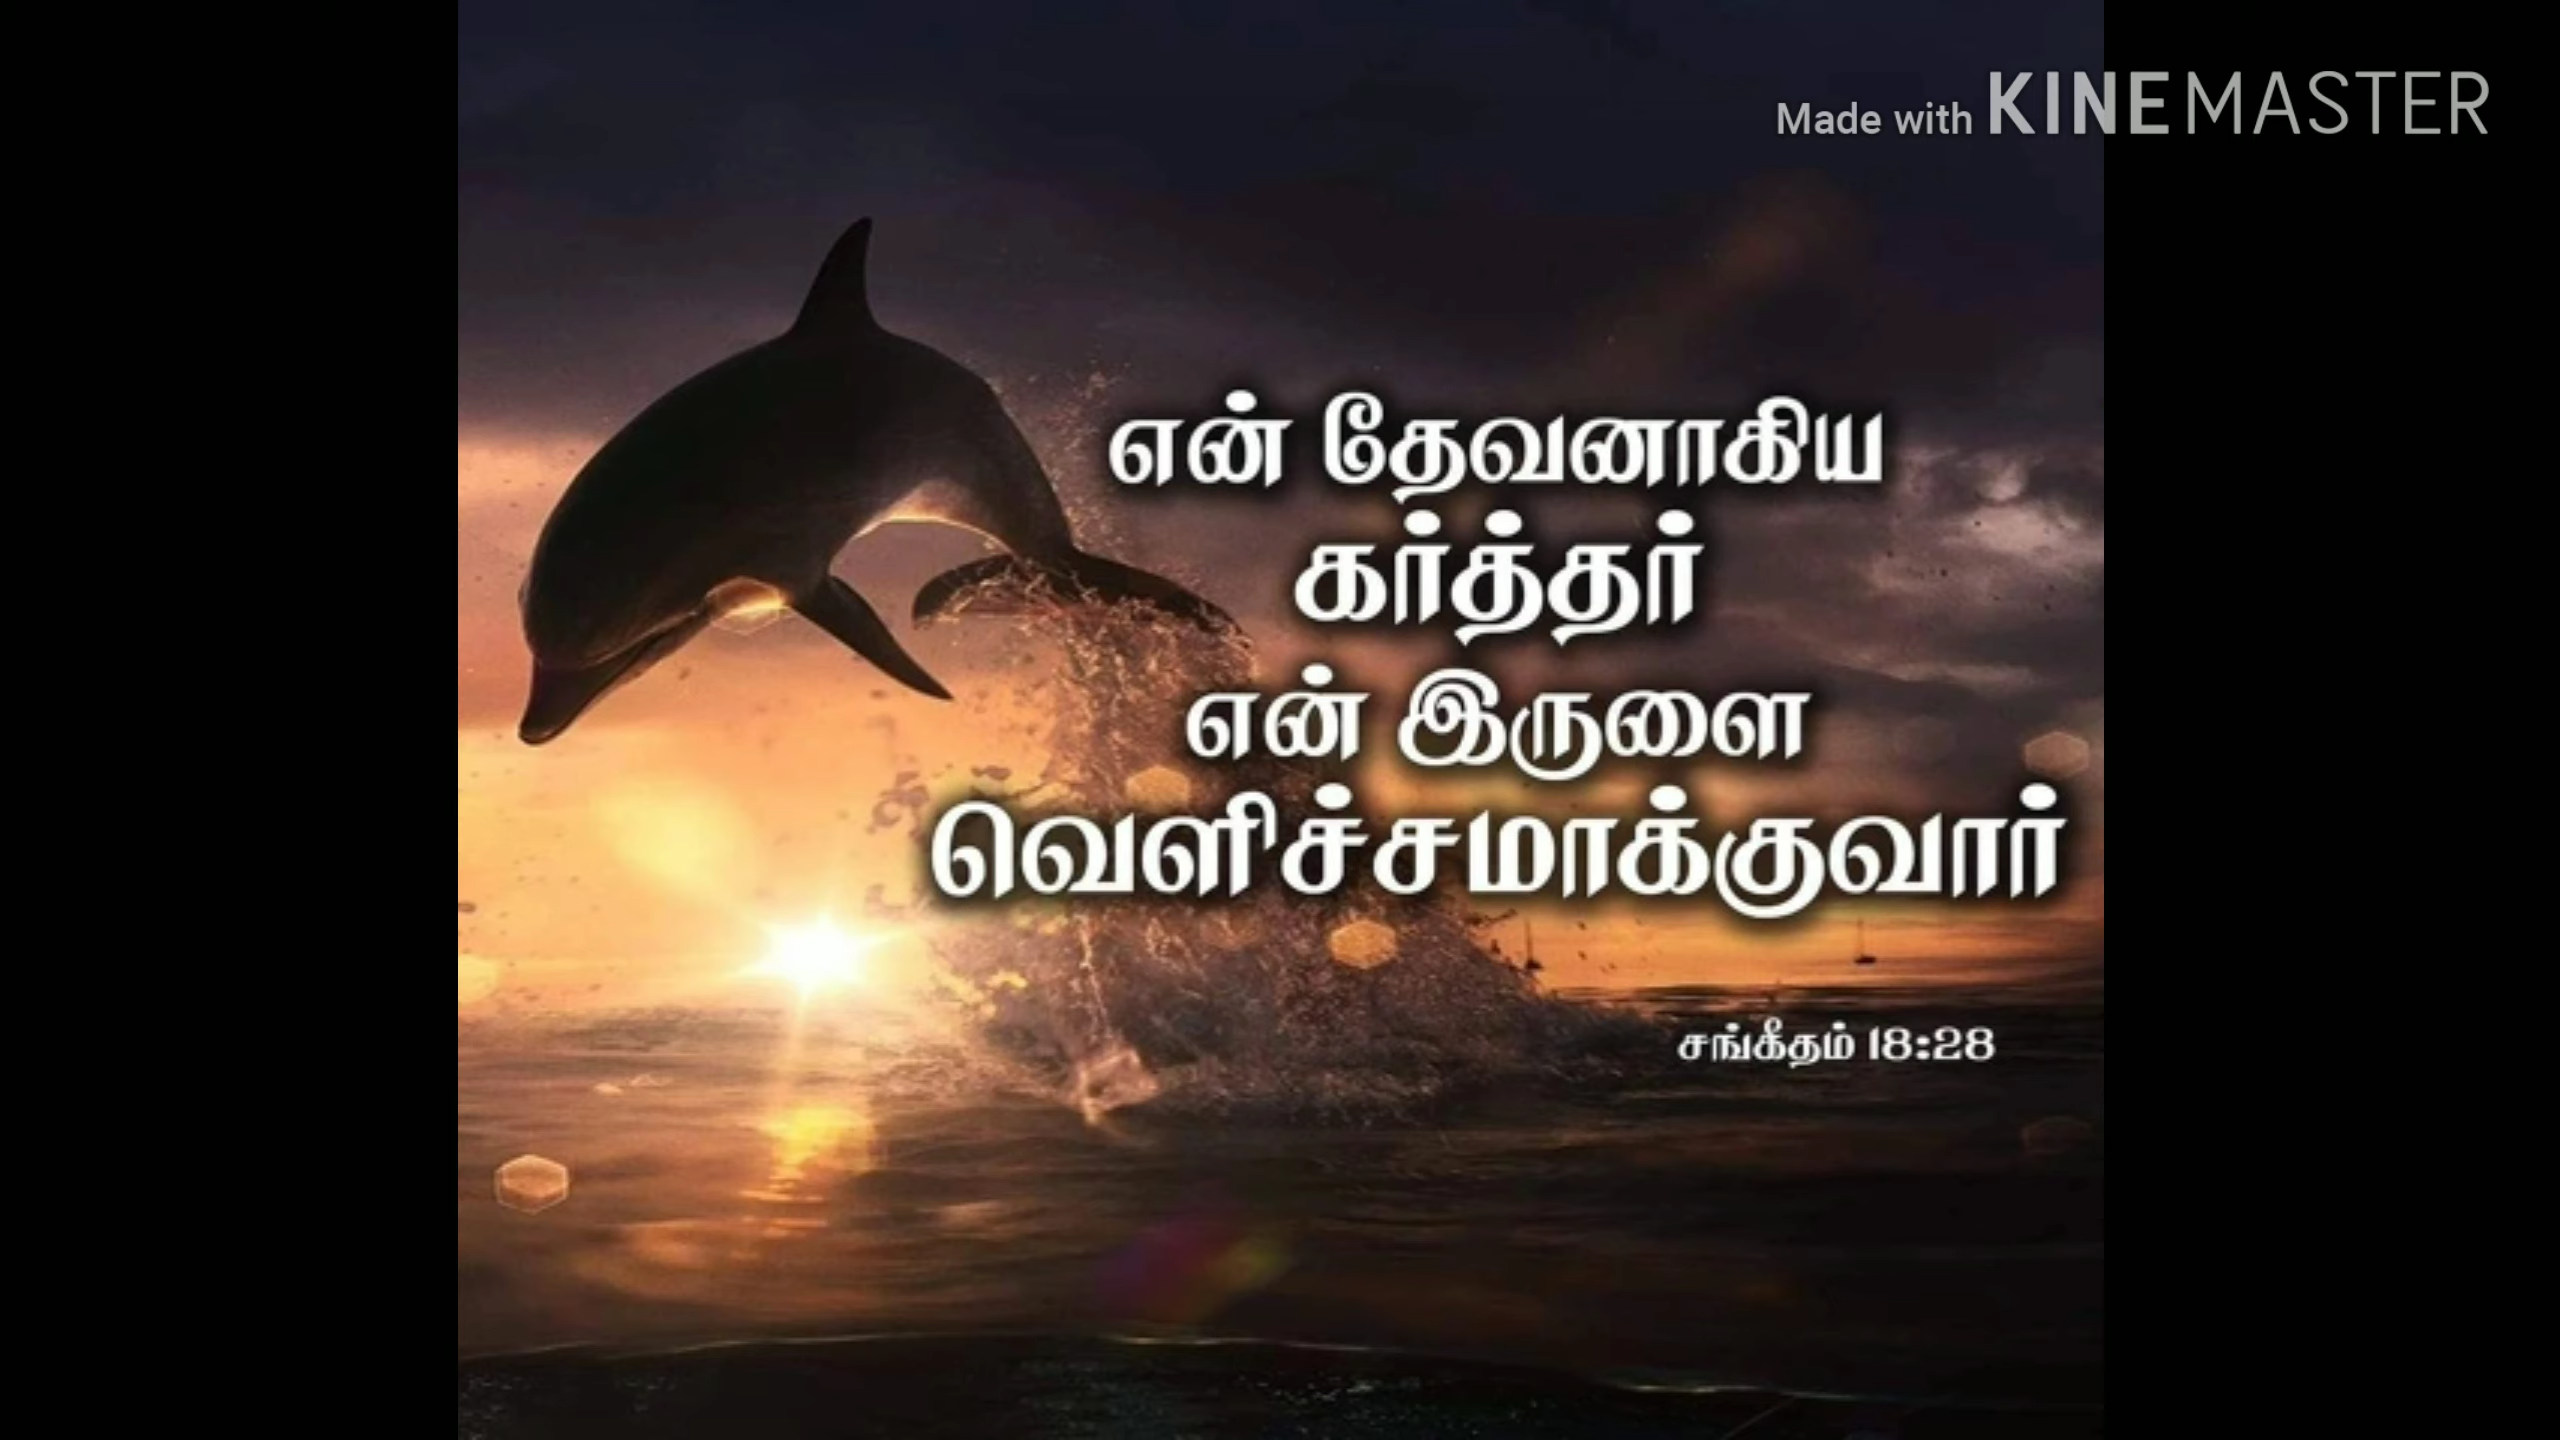 Made with KINEMASTER
என் தேவனாகிய
கர்த்தர்
என் இருளை
வெளிச்சமாக்குவார்
சங்கீதம் 18:28